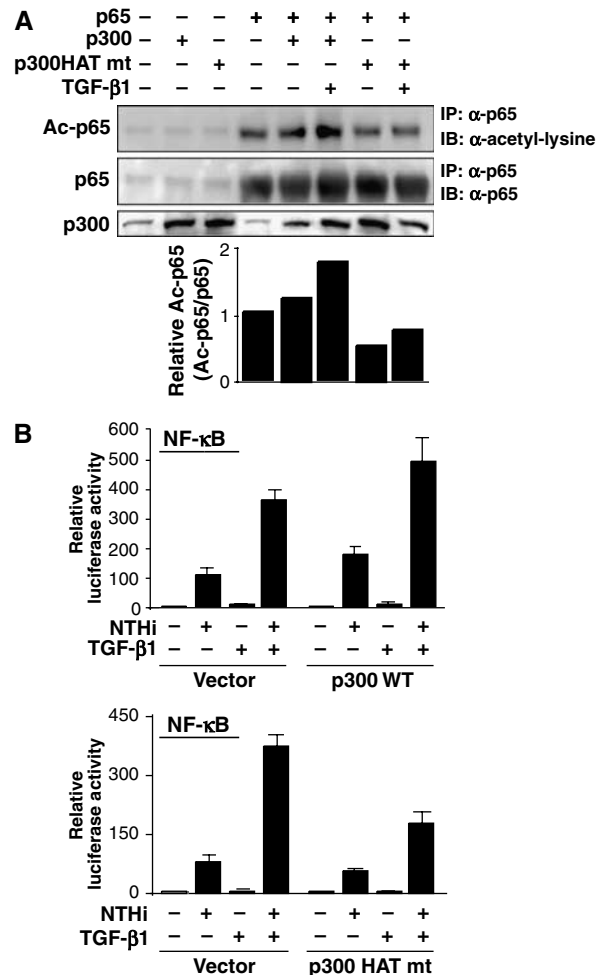 A
p65 – – – + + + + +
p300 – + – – + + – –
p300HAT mt – – + – – – + +
TGF-β1 – – – – – + – +
Ac-p65
IP: α-p65
IB: α-acetyl-lysine
p65
IP: α-p65
IB: α-p65
p300
Relative Ac-p65
(Ac-p65/p65)
2
1
0
B
NF-κB
Relative
luciferase activity
600
500
400
300
200
100
0
NTHi – + – + – + – +
TGF-β1 – – + + – – + +
Vector p300 WT
NF-κB
Relative
luciferase activity
450
300
150
0
NTHi – + – + – + – +
TGF-β1 – – + + – – + +
Vector p300 HAT mt